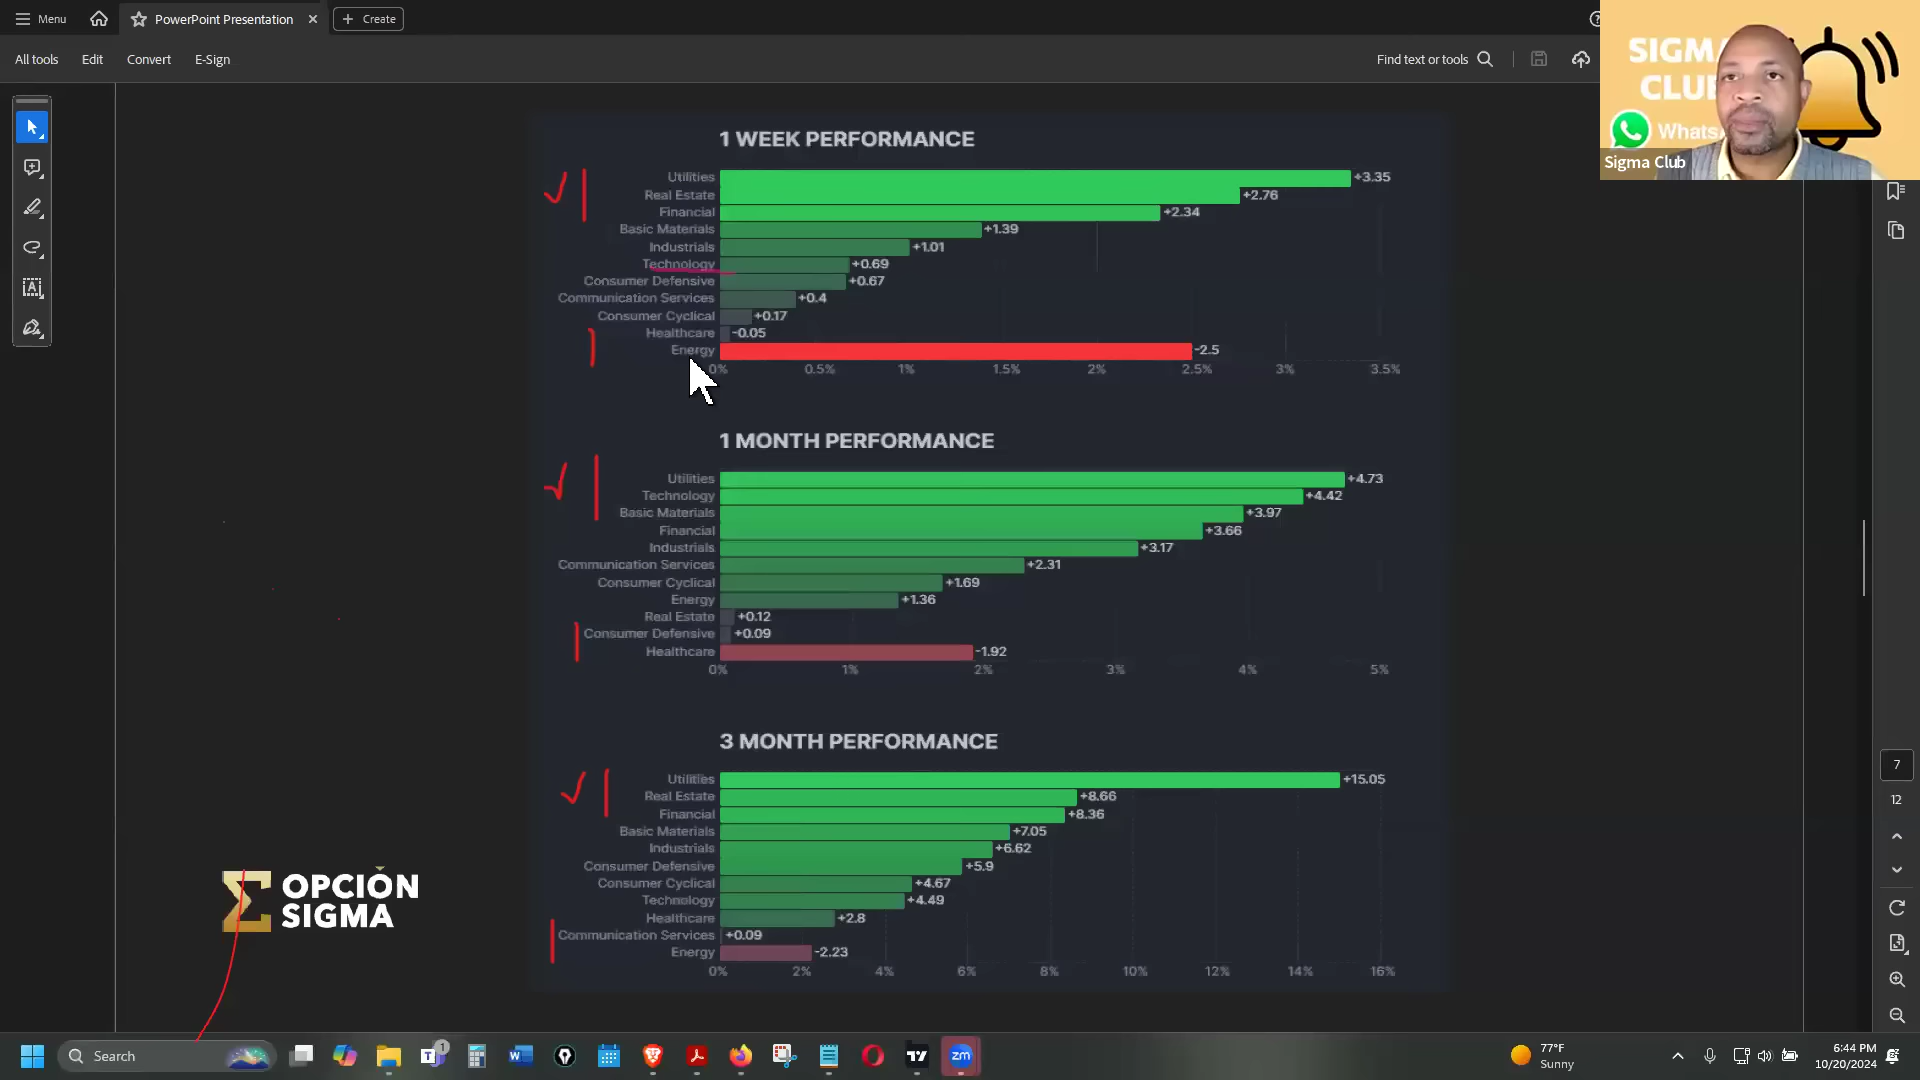 Menu
PowerPoint Presentation
Create
All tools
Edit
Convert
E-Sign
Find text or tools
SIGMA
CLUB
Sigma Club
1 WEEK PERFORMANCE
Utilities +3.35
Real Estate +2.76
Financial +2.34
Basic Materials +1.39
Industrials +1.01
Technology +0.69
Consumer Defensive +0.67
Communication Services +0.4
Consumer Cyclical +0.17
Healthcare -0.05
Energy -2.5
0% 0.5% 1% 1.5% 2% 2.5% 3% 3.5%
1 MONTH PERFORMANCE
Utilities +4.73
Technology +4.42
Basic Materials +3.97
Financial +3.66
Industrials +3.17
Communication Services +2.31
Consumer Cyclical +1.69
Energy +1.36
Real Estate +0.12
Consumer Defensive +0.09
Healthcare -1.92
0% 1% 2% 3% 4% 5%
3 MONTH PERFORMANCE
Utilities +15.05
Real Estate +8.66
Financial +8.36
Basic Materials +7.05
Industrials +6.62
Consumer Defensive +5.9
Consumer Cyclical +4.67
Technology +4.49
Healthcare +2.8
Communication Services +0.09
Energy -2.23
0% 2% 4% 6% 8% 10% 12% 14% 16%
7
12
OPCIÓN
SIGMA
Search
1
zm
77°F
Sunny
6:44 PM
10/20/2024